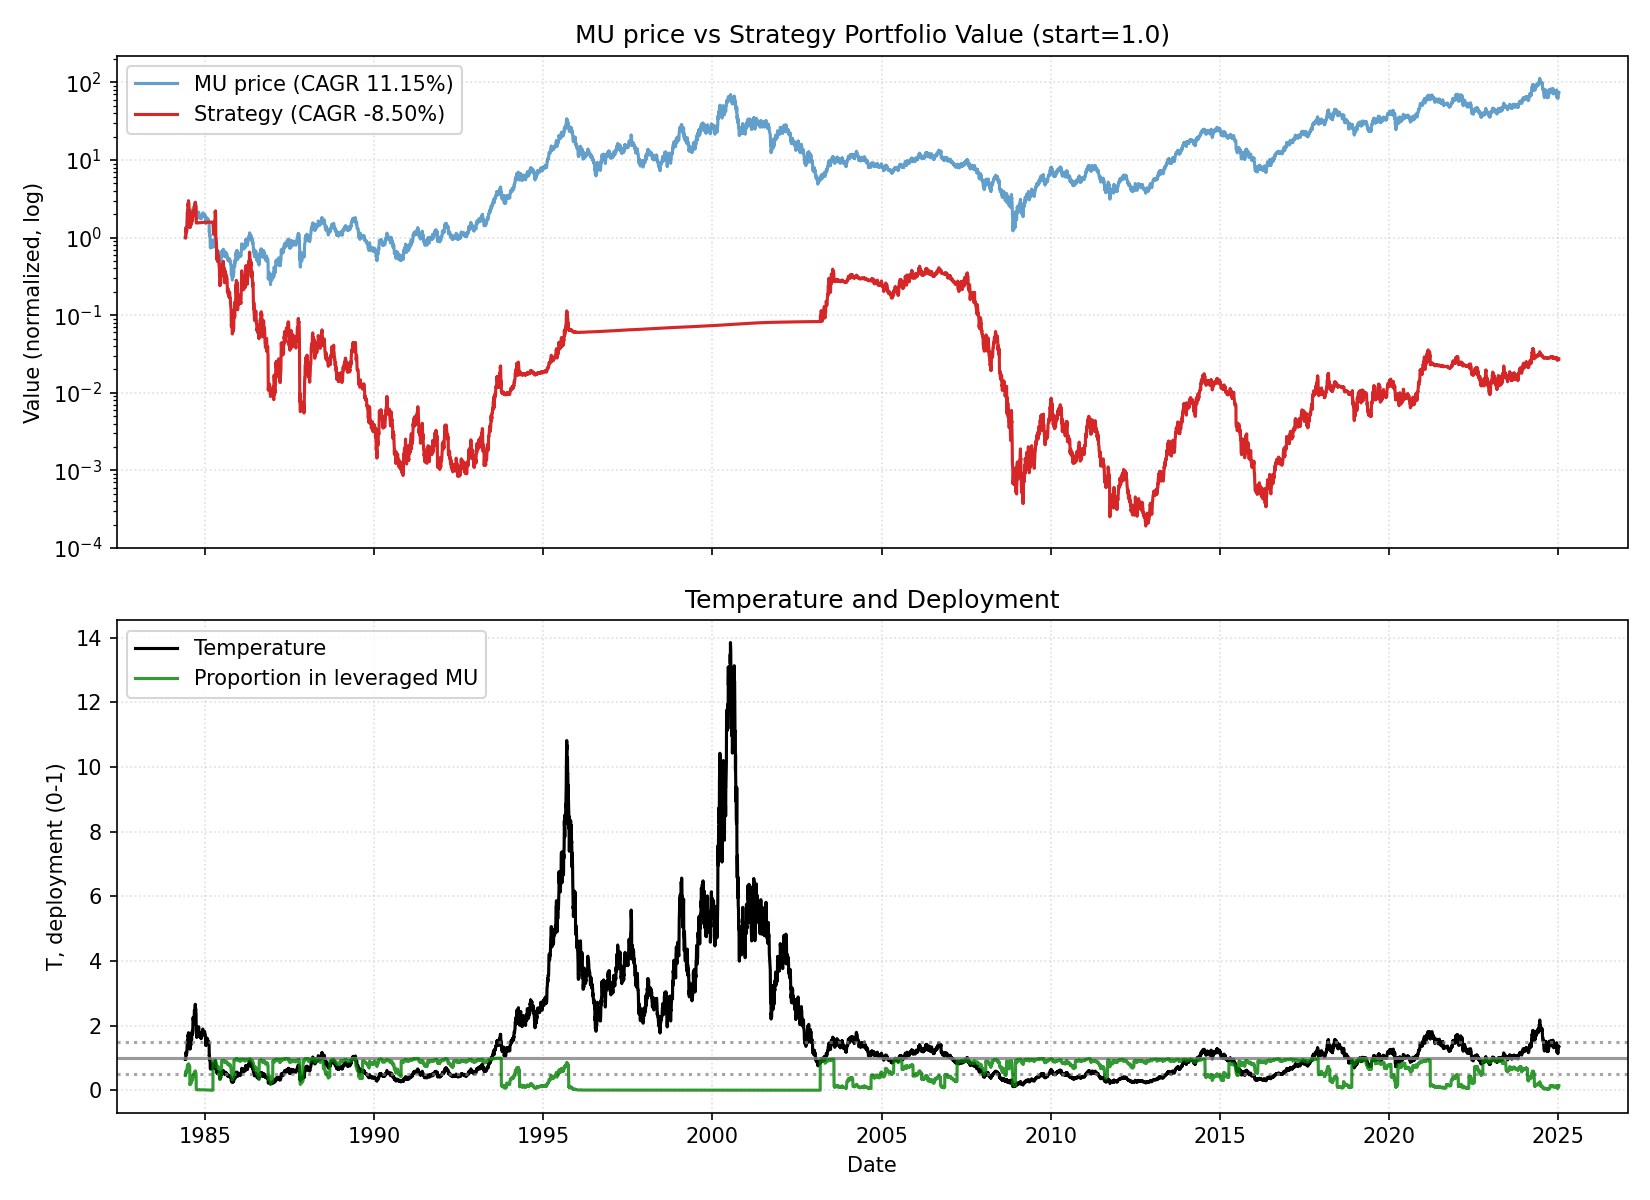 MU price vs Strategy Portfolio Value (start=1.0)
MU price (CAGR 11.15%)
Strategy (CAGR -8.50%)
Value (normalized, log)
10²
10¹
10⁰
10⁻¹
10⁻²
10⁻³
10⁻⁴
Temperature and Deployment
Temperature
Proportion in leveraged MU
T, deployment (0-1)
14
12
10
8
6
4
2
0
1985 1990 1995 2000 2005 2010 2015 2020 2025
Date